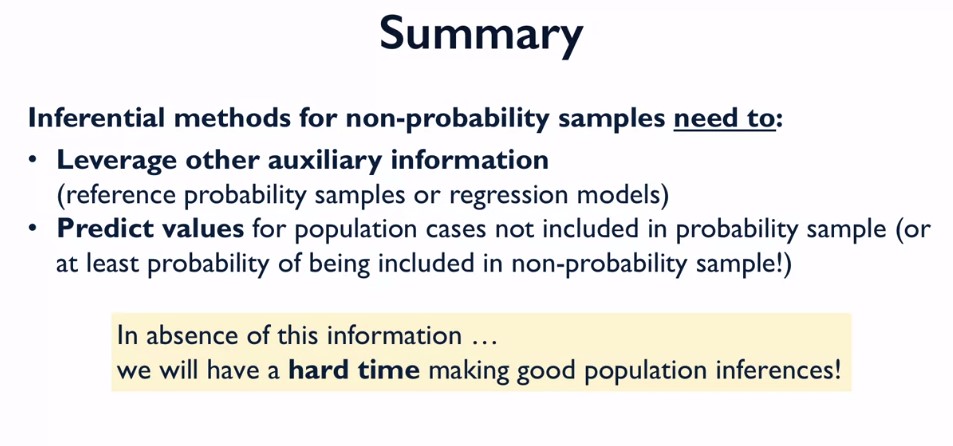 Summary
Inferential methods for non-probability samples need to:
• Leverage other auxiliary information
(reference probability samples or regression models)
• Predict values for population cases not included in probability sample (or
at least probability of being included in non-probability sample!)
In absence of this information …
we will have a hard time making good population inferences!